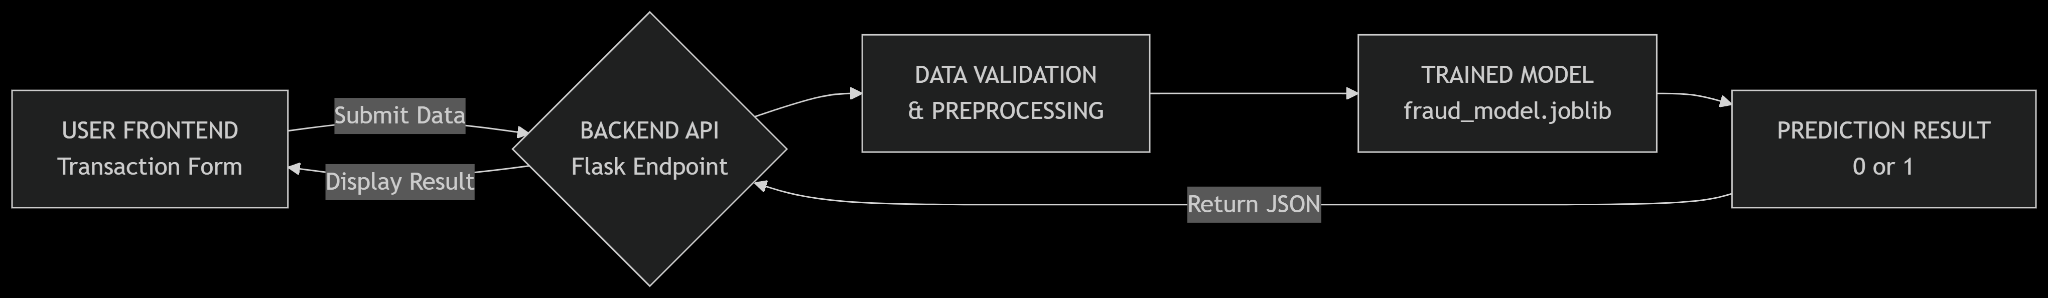 USER FRONTEND
Transaction Form
Submit Data
Display Result
BACKEND API
Flask Endpoint
DATA VALIDATION
& PREPROCESSING
TRAINED MODEL
fraud_model.joblib
PREDICTION RESULT
0 or 1
Return JSON